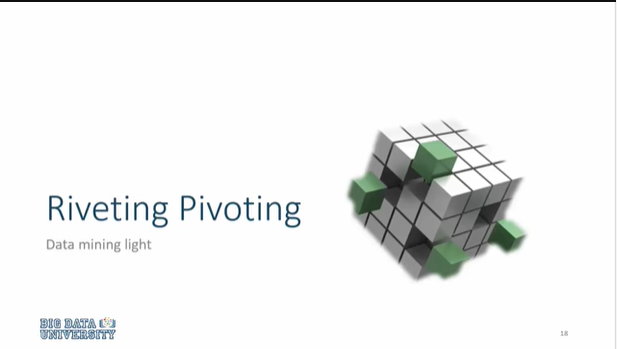 Riveting Pivoting
Data mining light
BIG DATA
UNIVERSITY
18